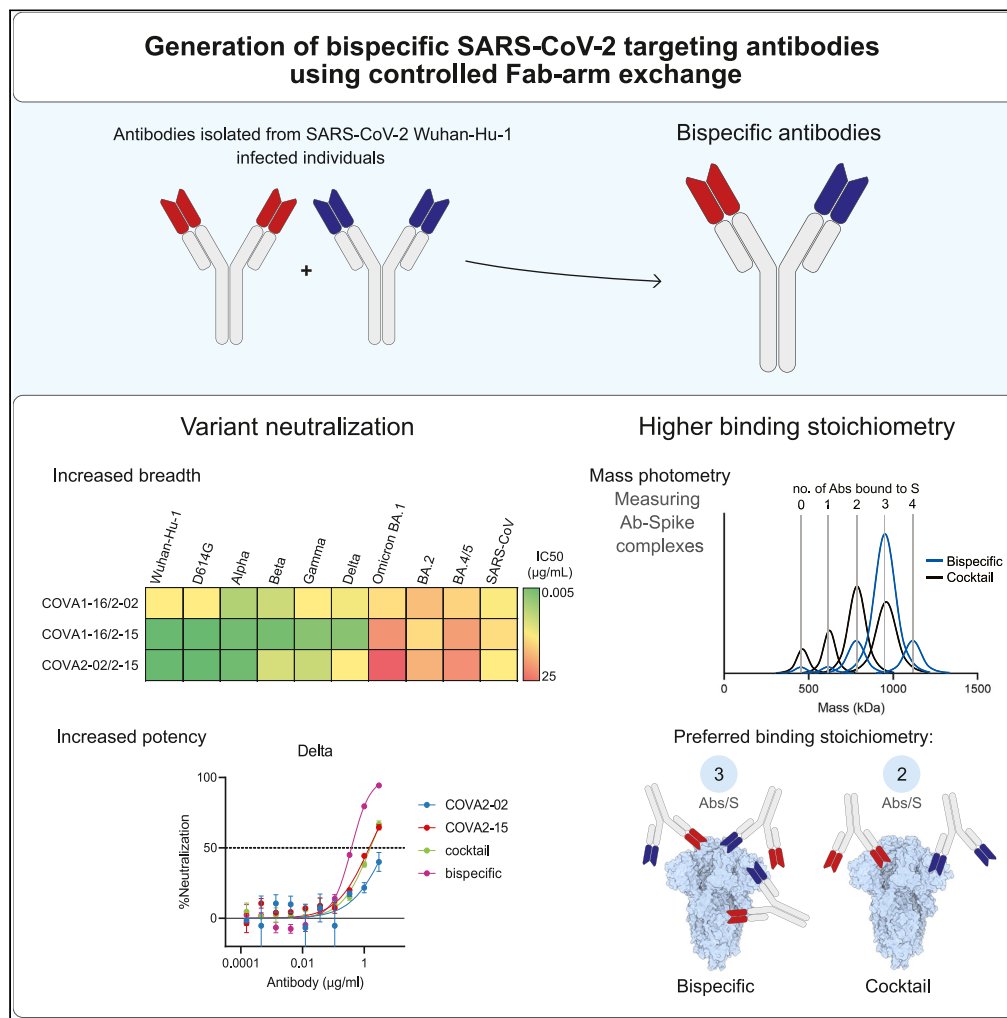 Generation of bispecific SARS-CoV-2 targeting antibodies
using controlled Fab-arm exchange
Antibodies isolated from SARS-CoV-2 Wuhan-Hu-1
infected individuals
Bispecific antibodies
+
Variant neutralization
Increased breadth
Wuhan-Hu-1
D614G
Alpha
Beta
Gamma
Delta
Omicron BA.1
BA.2
BA.4/5
SARS-CoV
IC50
(μg/mL)
0.005
25
COVA1-16/2-02
COVA1-16/2-15
COVA2-02/2-15
Increased potency
Delta
%Neutralization
100
50
0
0.0001
0.01
1
Antibody (μg/ml)
COVA2-02
COVA2-15
cocktail
bispecific
Higher binding stoichiometry
Mass photometry
Measuring
Ab-Spike
complexes
no. of Abs bound to S
0 1 2 3 4
Bispecific
Cocktail
0 500 1000 1500
Mass (kDa)
Preferred binding stoichiometry:
3
Abs/S
2
Abs/S
Bispecific
Cocktail